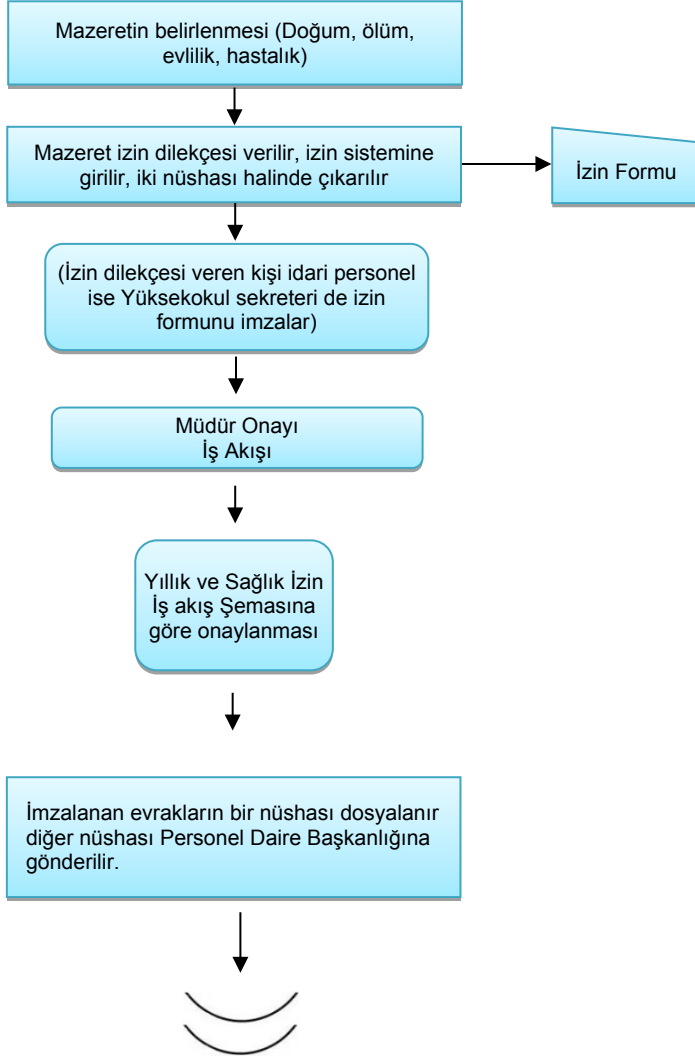 Mazeretin belirlenmesi (Doğum, ölüm,
evlilik, hastalık)
Mazeret izin dilekçesi verilir, izin sistemine
girilir, iki nüshası halinde çıkarılır
İzin Formu
(İzin dilekçesi veren kişi idari personel
ise Yüksekokul sekreteri de izin
formunu imzalar)
Müdür Onayı
İş Akışı
Yıllık ve Sağlık İzin
İş akış Şemasına
göre onaylanması
İmzalanan evrakların bir nüshası dosyalanır
diğer nüshası Personel Daire Başkanlığına
gönderilir.